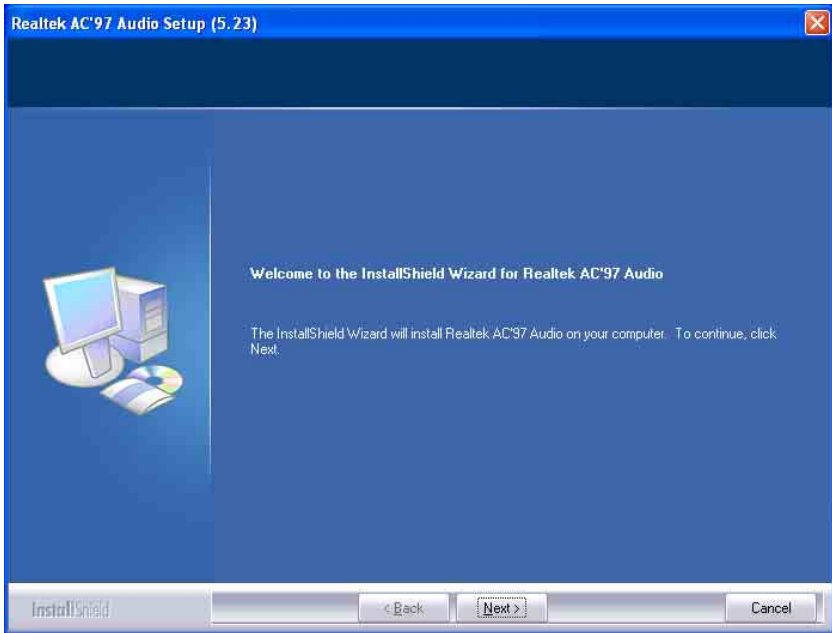 Realtek AC'97 Audio Setup (5.23)
Welcome to the InstallShield Wizard for Realtek AC'97 Audio
The InstallShield Wizard will install Realtek AC'97 Audio on your computer. To continue, click
Next.
InstallShield
< Back
Next >
Cancel